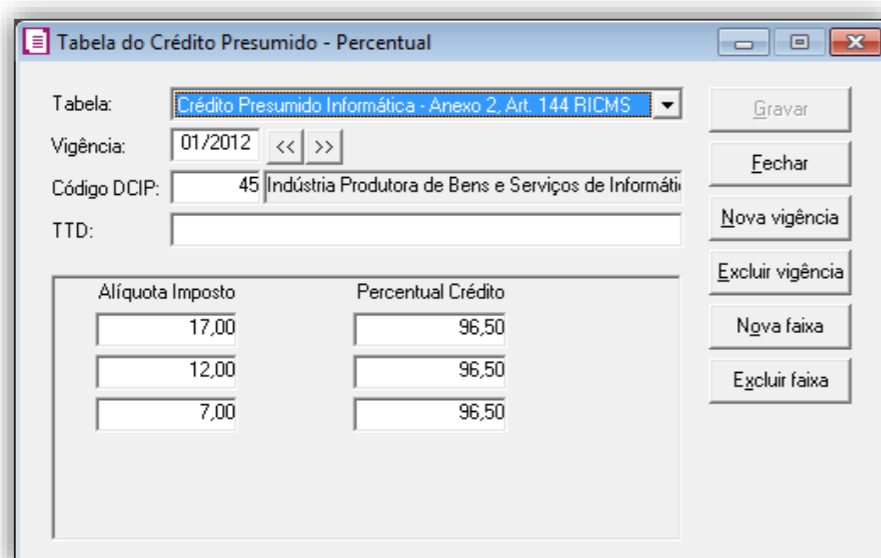 Tabela do Crédito Presumido - Percentual
Tabela: Crédito Presumido Informática - Anexo 2, Art. 144 RICMS
Gravar
Vigência: 01/2012 << >>
Fechar
Código DCIP: 45 Indústria Produtora de Bens e Serviços de Informáti
Nova vigência
TTD:
Excluir vigência
Alíquota Imposto Percentual Crédito
17,00 96,50
Nova faixa
12,00 96,50
Excluir faixa
7,00 96,50